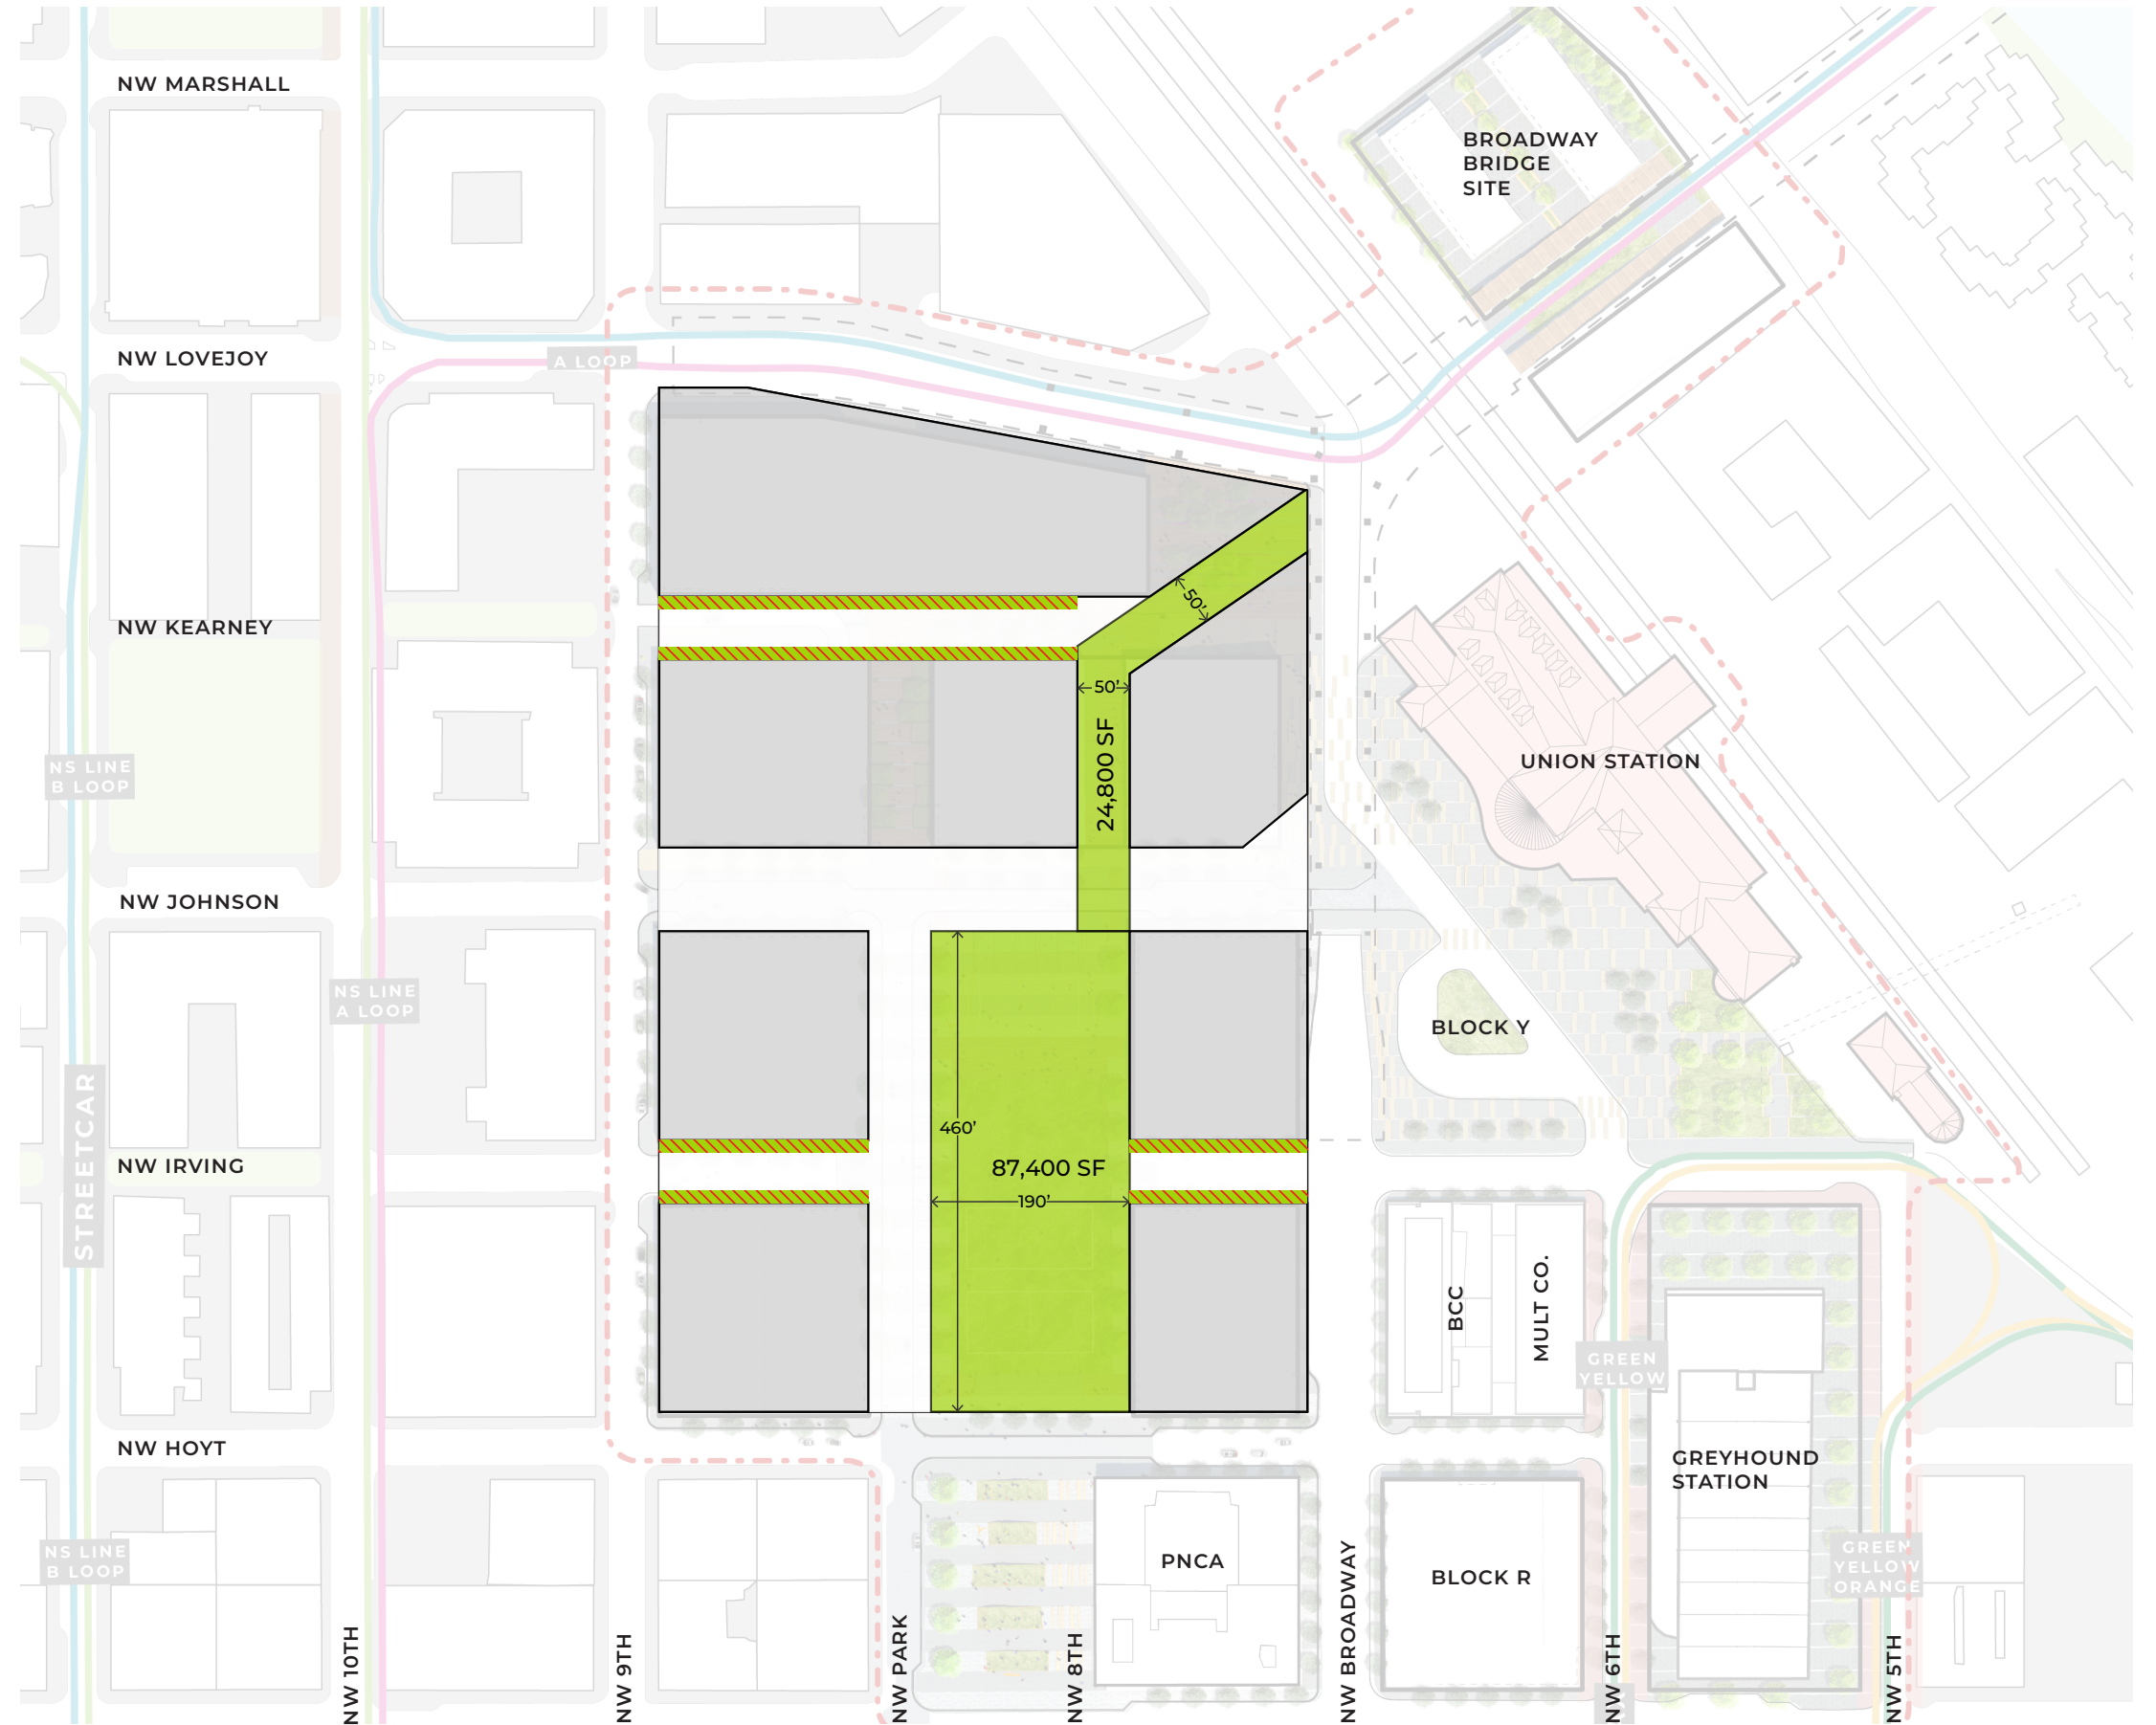 NW MARSHALL
BROADWAY
BRIDGE
SITE
NW LOVEJOY
A LOOP
50'
NW KEARNEY
50'
24,800 SF
UNION STATION
NS LINE
B LOOP
NW JOHNSON
NS LINE
A LOOP
BLOCK Y
460'
STREETCAR
NW IRVING
87,400 SF
190'
BCC
MULT CO.
GREEN
YELLOW
NW HOYT
GREYHOUND
STATION
NS LINE
B LOOP
PNCA
BLOCK R
GREEN
YELLOW
ORANGE
NW 10TH
NW 9TH
NW PARK
NW 8TH
NW BROADWAY
NW 6TH
NW 5TH